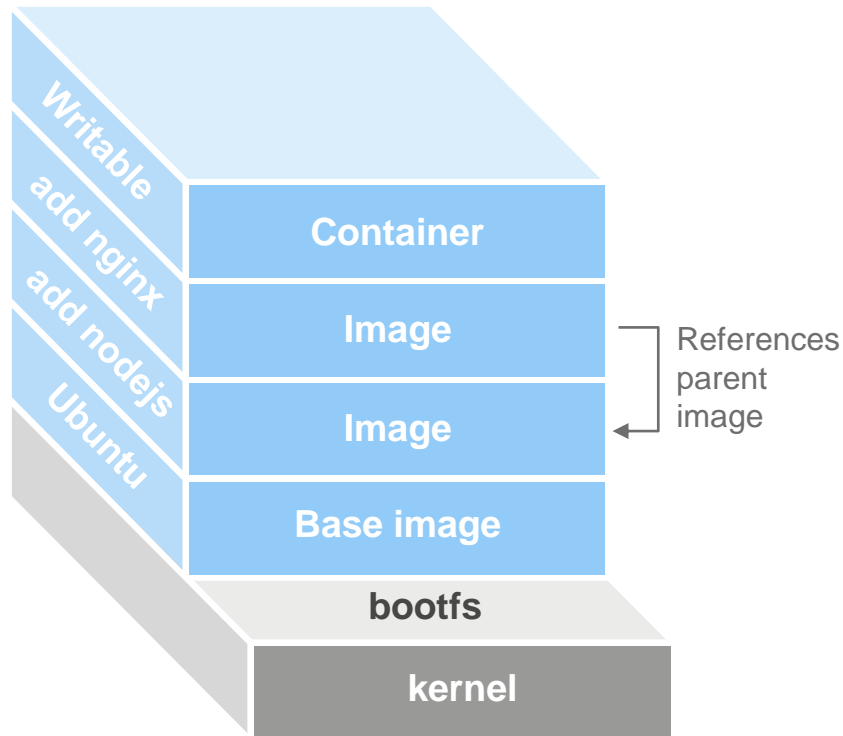 Writable
Container
add nginx
Image
References
parent
image
add nodejs
Image
Ubuntu
Base image
bootfs
kernel